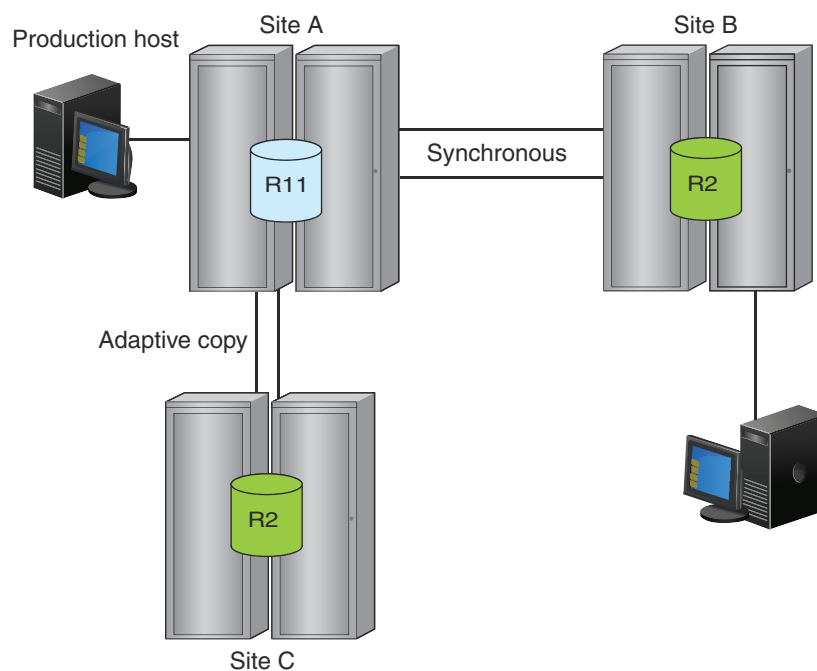 Site A
Site B
Production host
Synchronous
R11
R2
Adaptive copy
R2
Site C